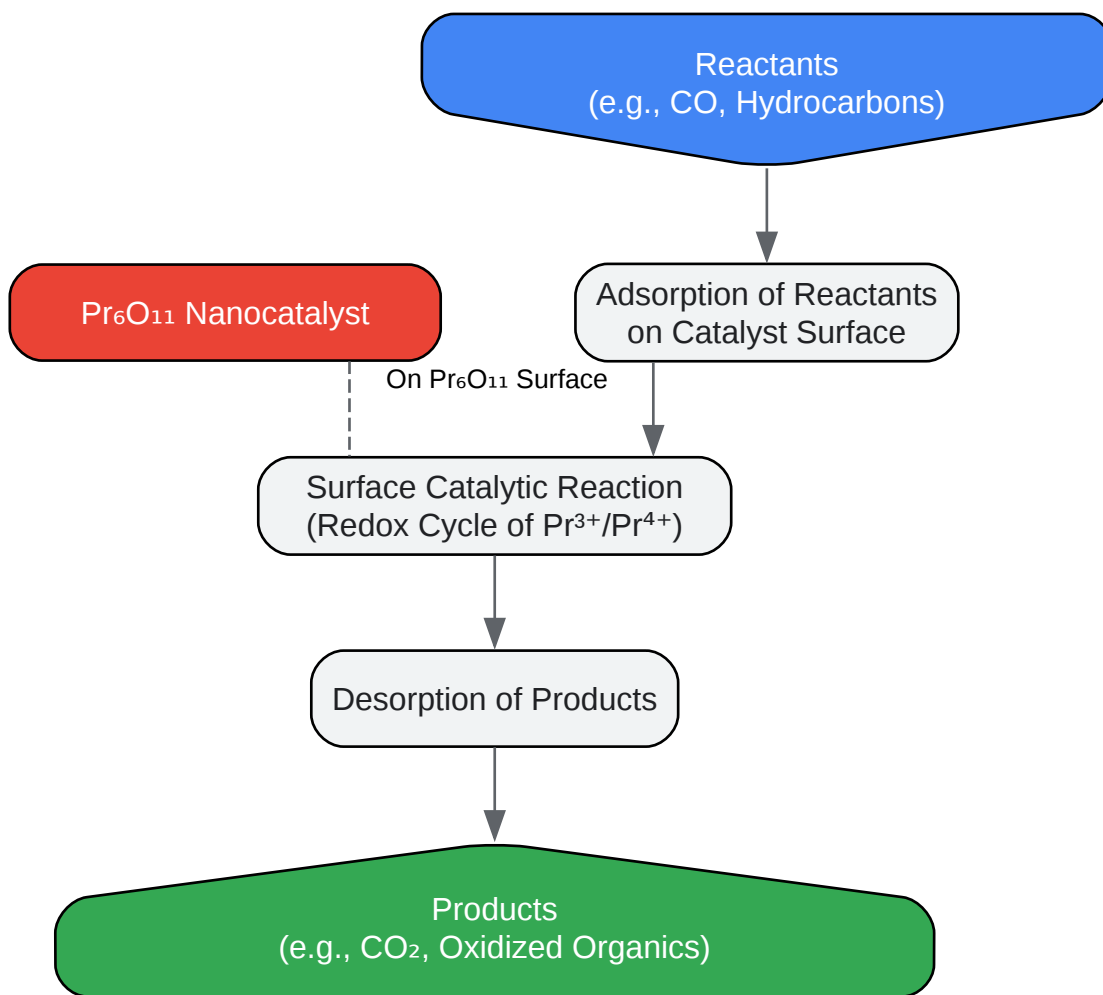 Reactants
(e.g., CO, Hydrocarbons)
Pr₆O₁₁ Nanocatalyst
Adsorption of Reactants
on Catalyst Surface
On Pr₆O₁₁ Surface
Surface Catalytic Reaction
(Redox Cycle of Pr³⁺/Pr⁴⁺)
Desorption of Products
Products
(e.g., CO₂, Oxidized Organics)